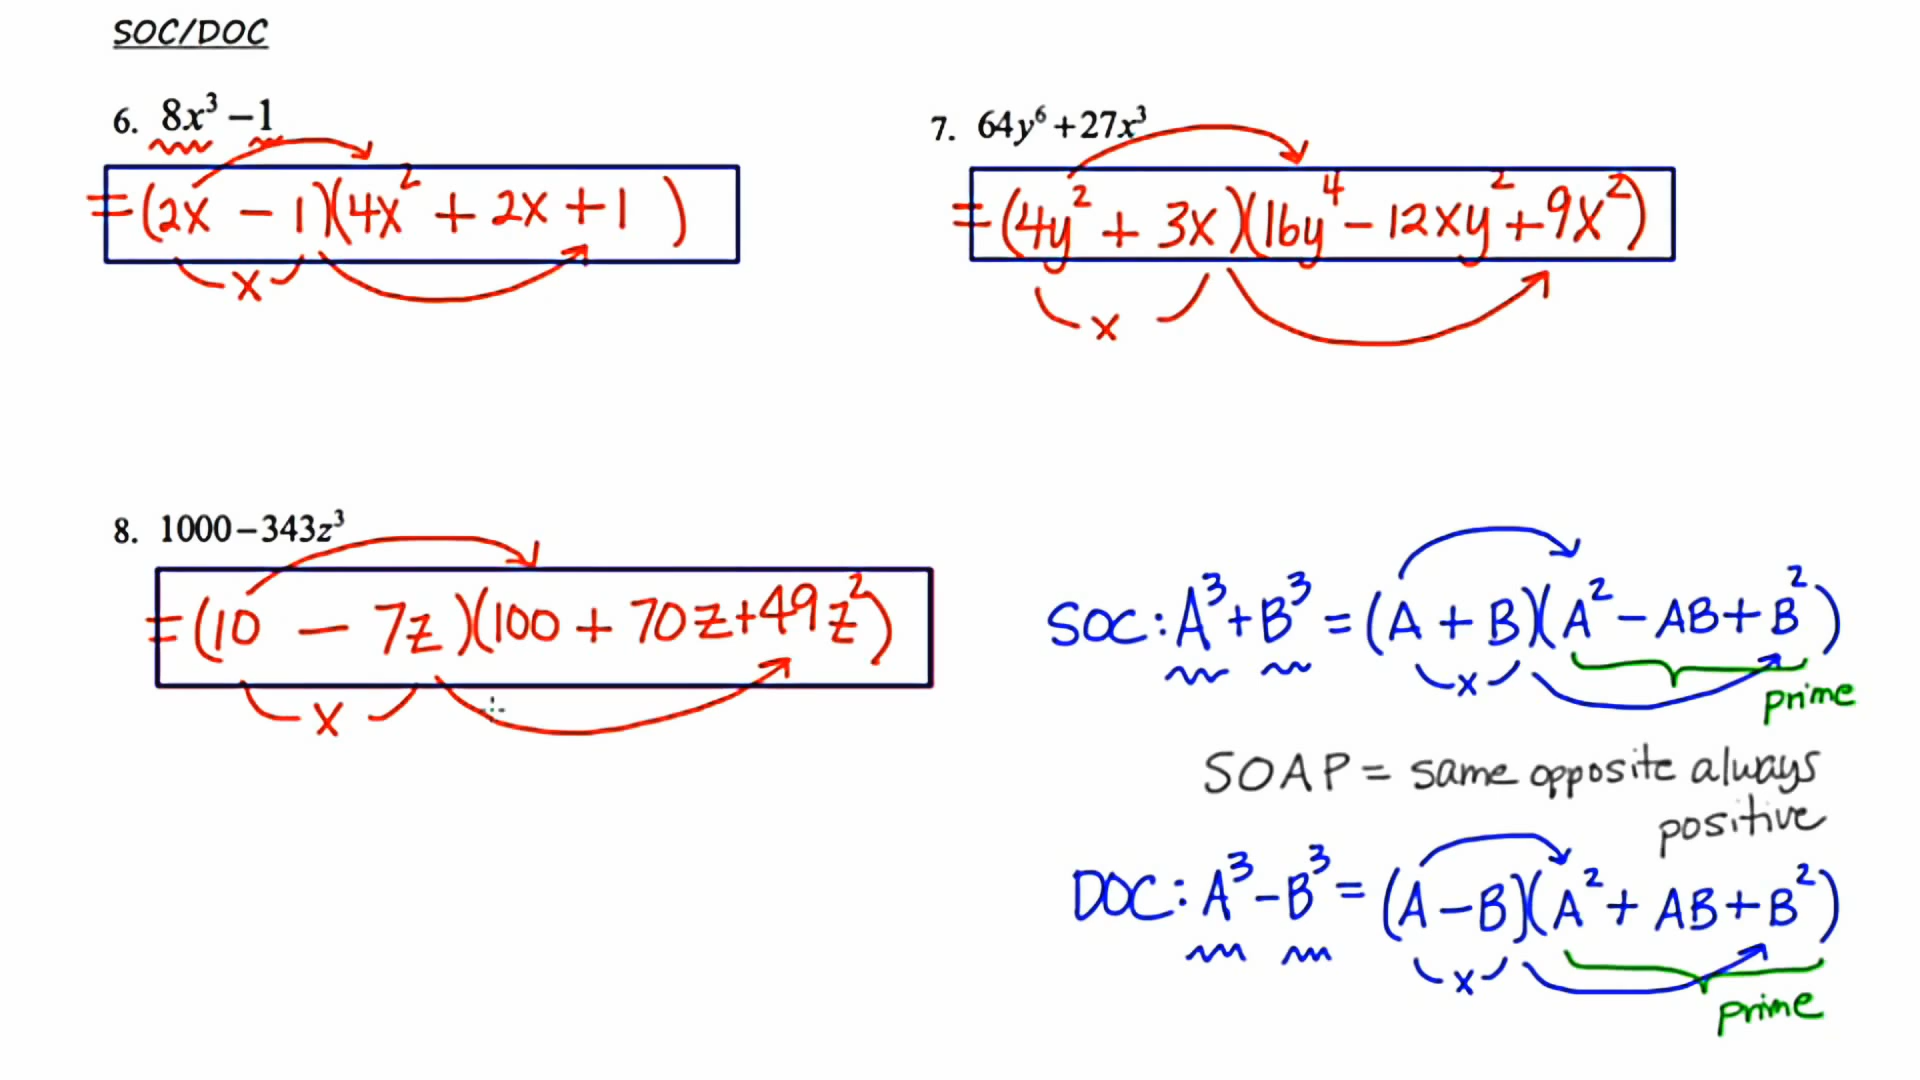 SOC/DOC
6. 8x³ − 1
= (2x − 1)(4x² + 2x + 1)
x
7. 64y⁶ + 27x³
= (4y² + 3x)(16y⁴ − 12xy² + 9x²)
x
8. 1000 − 343z³
= (10 − 7z)(100 + 70z + 49z²)
x
SOC: A³ + B³ = (A + B)(A² − AB + B²)
x
prime
SOAP = same opposite always
positive
DOC: A³ − B³ = (A − B)(A² + AB + B²)
x
prime